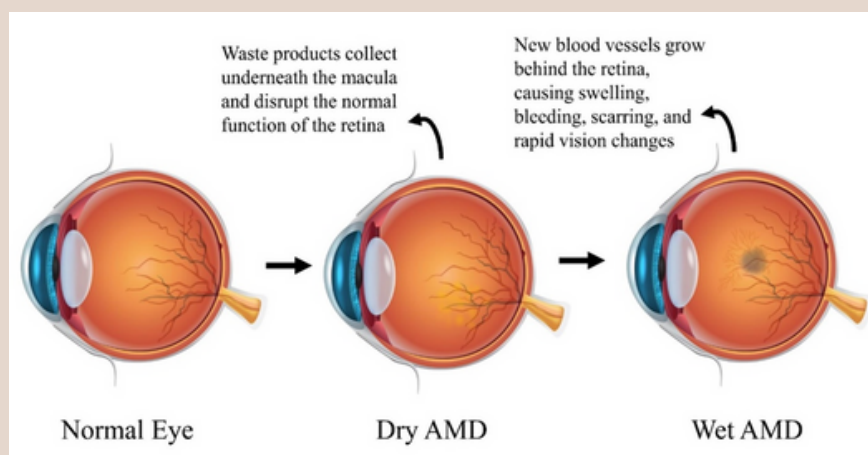 Waste products collect
underneath the macula
and disrupt the normal
function of the retina
New blood vessels grow
behind the retina,
causing swelling,
bleeding, scarring, and
rapid vision changes
Normal Eye
Dry AMD
Wet AMD